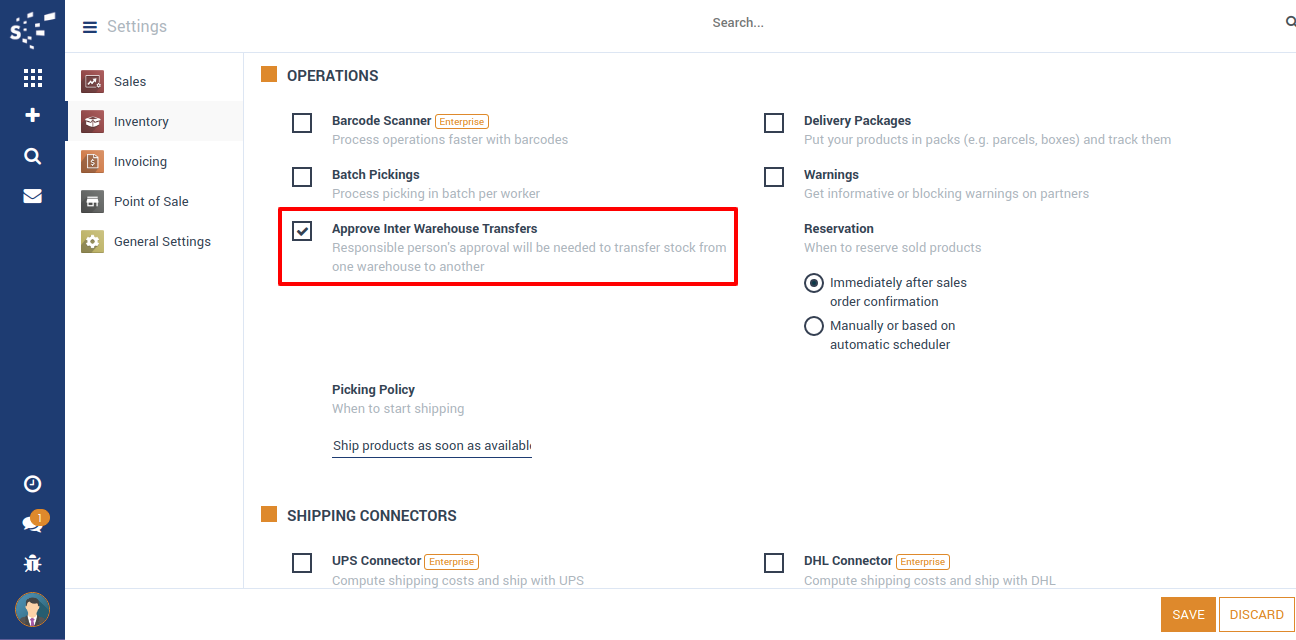 S
Settings
Search...
Sales
Inventory
Invoicing
Point of Sale
General Settings
OPERATIONS
Barcode Scanner Enterprise
Process operations faster with barcodes
Delivery Packages
Put your products in packs (e.g. parcels, boxes) and track them
Batch Pickings
Process picking in batch per worker
Warnings
Get informative or blocking warnings on partners
Approve Inter Warehouse Transfers
Responsible person's approval will be needed to transfer stock from
one warehouse to another
Reservation
When to reserve sold products
Immediately after sales
order confirmation
Manually or based on
automatic scheduler
Picking Policy
When to start shipping
Ship products as soon as availabl
SHIPPING CONNECTORS
UPS Connector Enterprise
Compute shipping costs and ship with UPS
DHL Connector Enterprise
Compute shipping costs and ship with DHL
1
SAVE
DISCARD